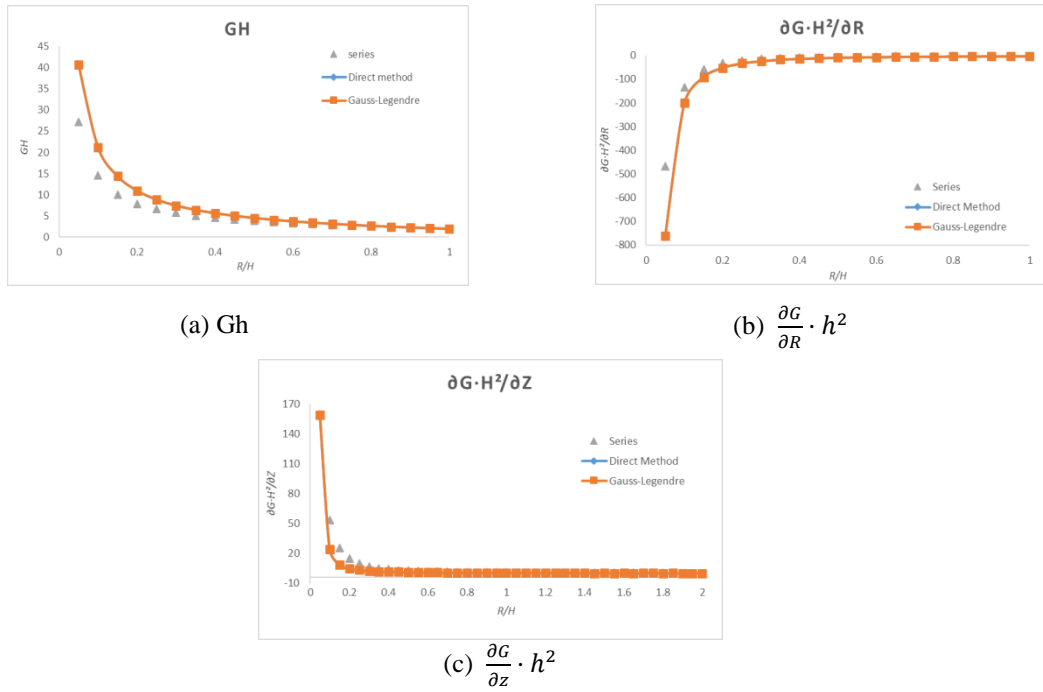 GH
45
40
35
30
25
20
15
10
5
0
GH
0 0.2 0.4 0.6 0.8 1
R/H
series
Direct method
Gauss-Legendre
(a) Gh
∂G·H²/∂R
0
-100
-200
-300
-400
-500
-600
-700
-800
∂G·H²/∂R
0 0.2 0.4 0.6 0.8 1
R/H
Series
Direct Method
Gauss-Legendre
(b) ∂G/∂R · h²
∂G·H²/∂Z
170
140
110
80
50
20
-10
∂G·H²/∂Z
0 0.2 0.4 0.6 0.8 1 1.2 1.4 1.6 1.8 2
R/H
Series
Direct Method
Gauss-Legendre
(c) ∂G/∂z · h²